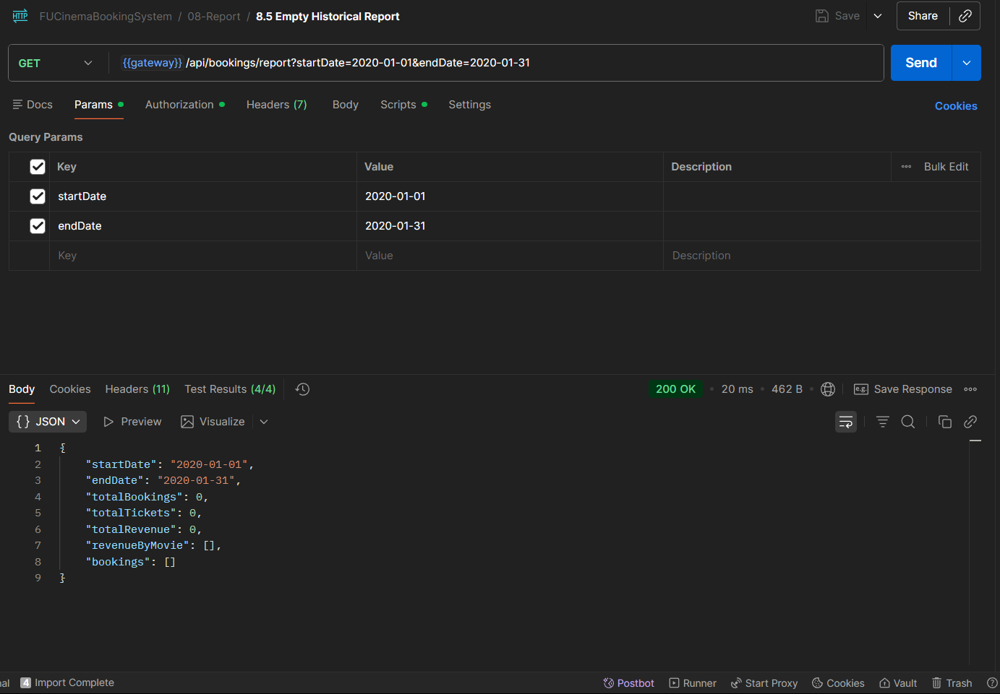 HTTP FUCinemaBookingSystem / 08-Report / 8.5 Empty Historical Report Save Share
GET {{gateway}}/api/bookings/report?startDate=2020-01-01&endDate=2020-01-31 Send
Docs Params Authorization Headers (7) Body Scripts Settings Cookies
Query Params
Key Value Description Bulk Edit
startDate 2020-01-01
endDate 2020-01-31
Key Value Description
Body Cookies Headers (11) Test Results (4/4) 200 OK 20 ms 462 B e.g. Save Response
{} JSON Preview Visualize
1 {
2 "startDate": "2020-01-01",
3 "endDate": "2020-01-31",
4 "totalBookings": 0,
5 "totalTickets": 0,
6 "totalRevenue": 0,
7 "revenueByMovie": [],
8 "bookings": []
9 }
nal 4 Import Complete Postbot Runner Start Proxy Cookies Vault Trash